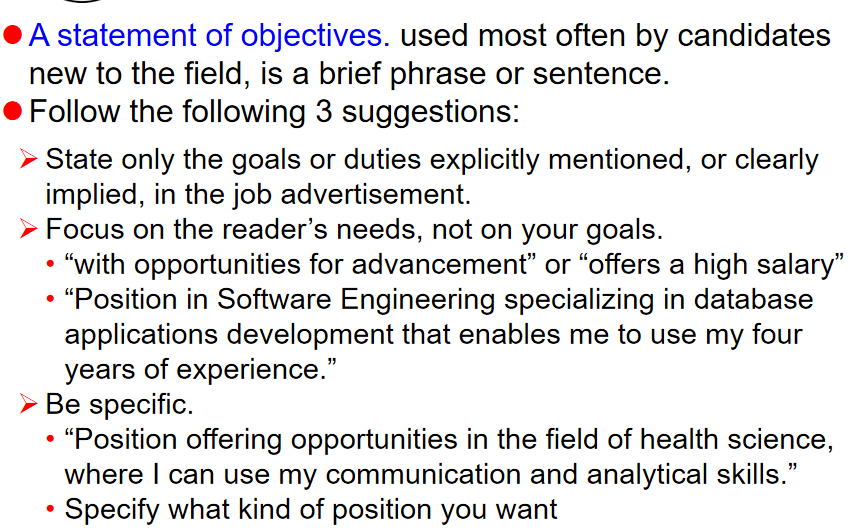 A statement of objectives. used most often by candidates
new to the field, is a brief phrase or sentence.
Follow the following 3 suggestions:
State only the goals or duties explicitly mentioned, or clearly
implied, in the job advertisement.
Focus on the reader’s needs, not on your goals.
“with opportunities for advancement” or “offers a high salary”
“Position in Software Engineering specializing in database
applications development that enables me to use my four
years of experience.”
Be specific.
“Position offering opportunities in the field of health science,
where I can use my communication and analytical skills.”
Specify what kind of position you want